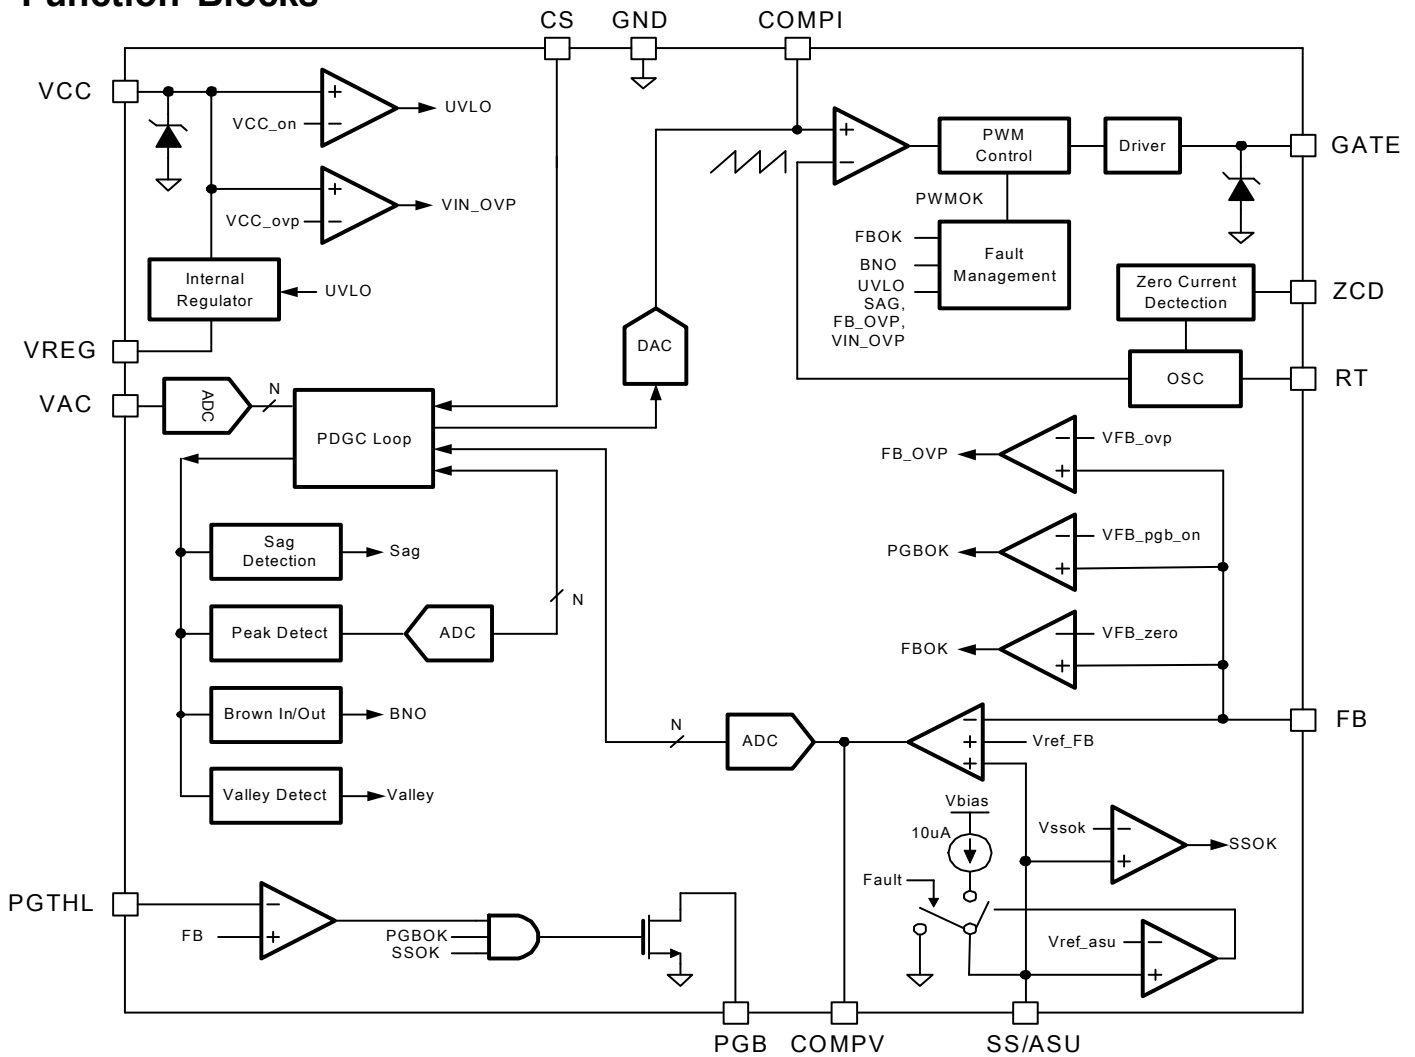 Function Blocks
CS
GND
COMPI
VCC
VCC_on
UVLO
VCC_ovp
VIN_OVP
Internal
Regulator
UVLO
VREG
VAC
ADC
N
PDGC Loop
DAC
PWM
Control
Driver
GATE
PWMOK
FBOK
BNO
UVLO
SAG,
FB_OVP,
VIN_OVP
Fault
Management
Zero Current
Dectection
ZCD
OSC
RT
FB_OVP
VFB_ovp
PGBOK
VFB_pgb_on
FBOK
VFB_zero
Sag
Detection
Sag
Peak Detect
ADC
N
Brown In/Out
BNO
Valley Detect
Valley
N
ADC
Vref_FB
FB
Vbias
10uA
Fault
Vssok
SSOK
Vref_asu
PGTHL
FB
PGBOK
SSOK
PGB
COMPV
SS/ASU